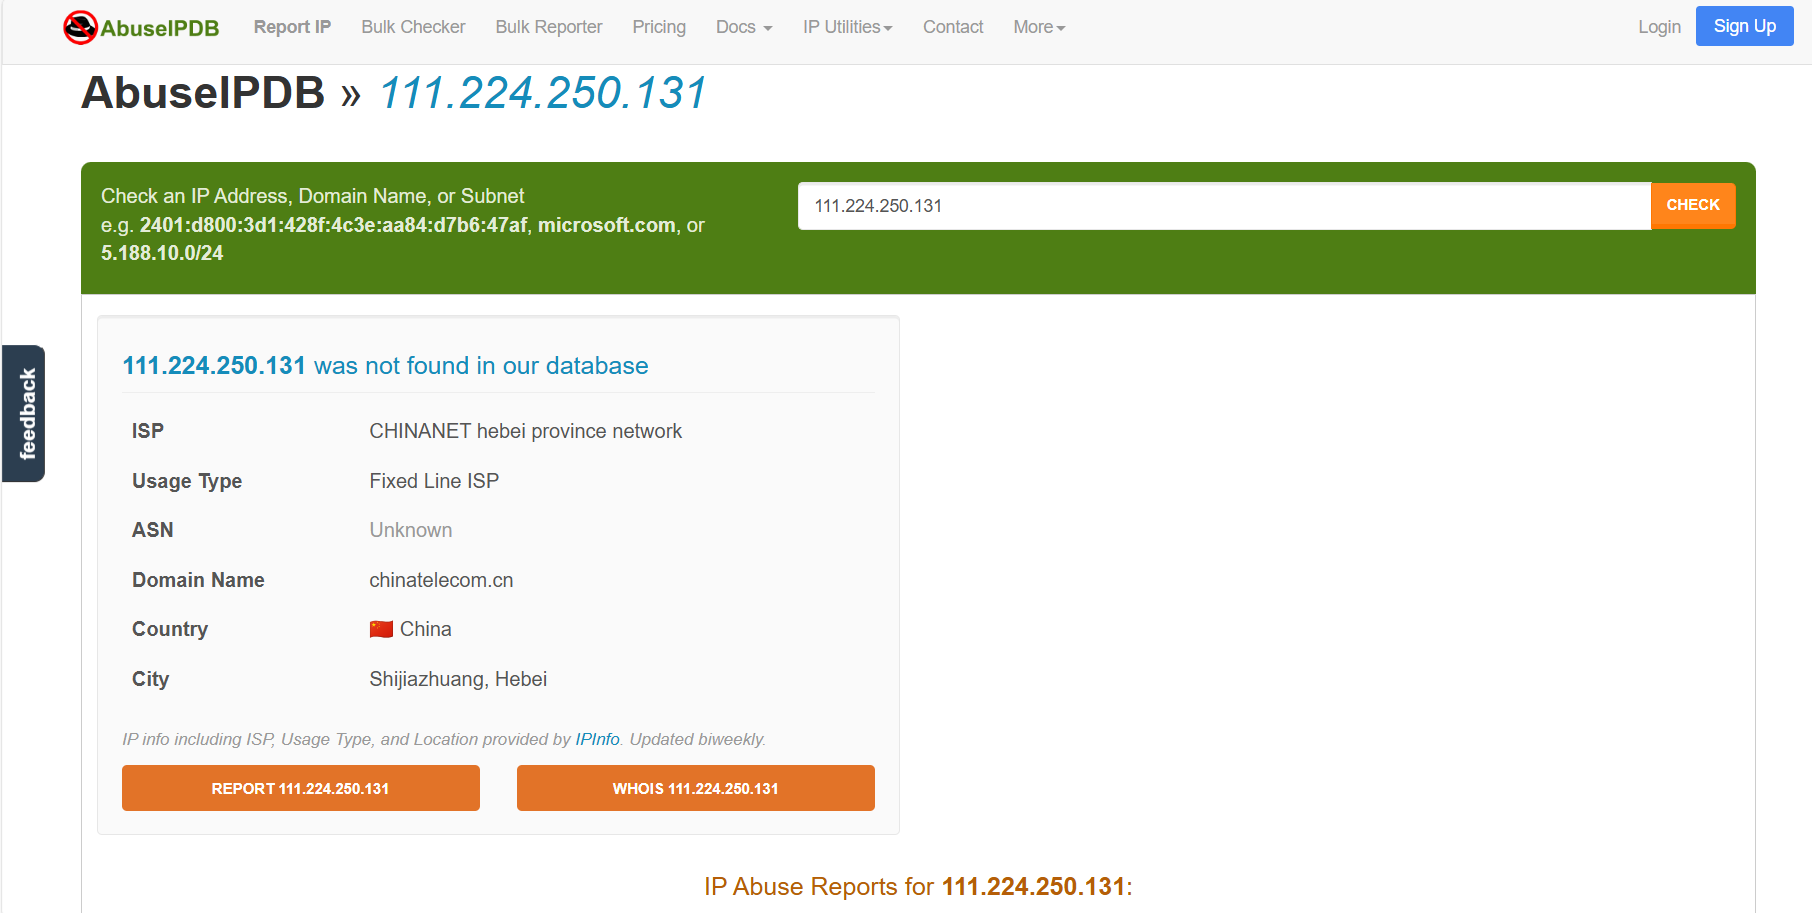 AbuseIPDB Report IP Bulk Checker Bulk Reporter Pricing Docs IP Utilities Contact More Login Sign Up
AbuseIPDB » 111.224.250.131
Check an IP Address, Domain Name, or Subnet
e.g. 2401:d800:3d1:428f:4c3e:aa84:d7b6:47af, microsoft.com, or
5.188.10.0/24
111.224.250.131 CHECK
feedback
111.224.250.131 was not found in our database
ISP CHINANET hebei province network
Usage Type Fixed Line ISP
ASN Unknown
Domain Name chinatelecom.cn
Country China
City Shijiazhuang, Hebei
IP info including ISP, Usage Type, and Location provided by IPInfo. Updated biweekly.
REPORT 111.224.250.131 WHOIS 111.224.250.131
IP Abuse Reports for 111.224.250.131: